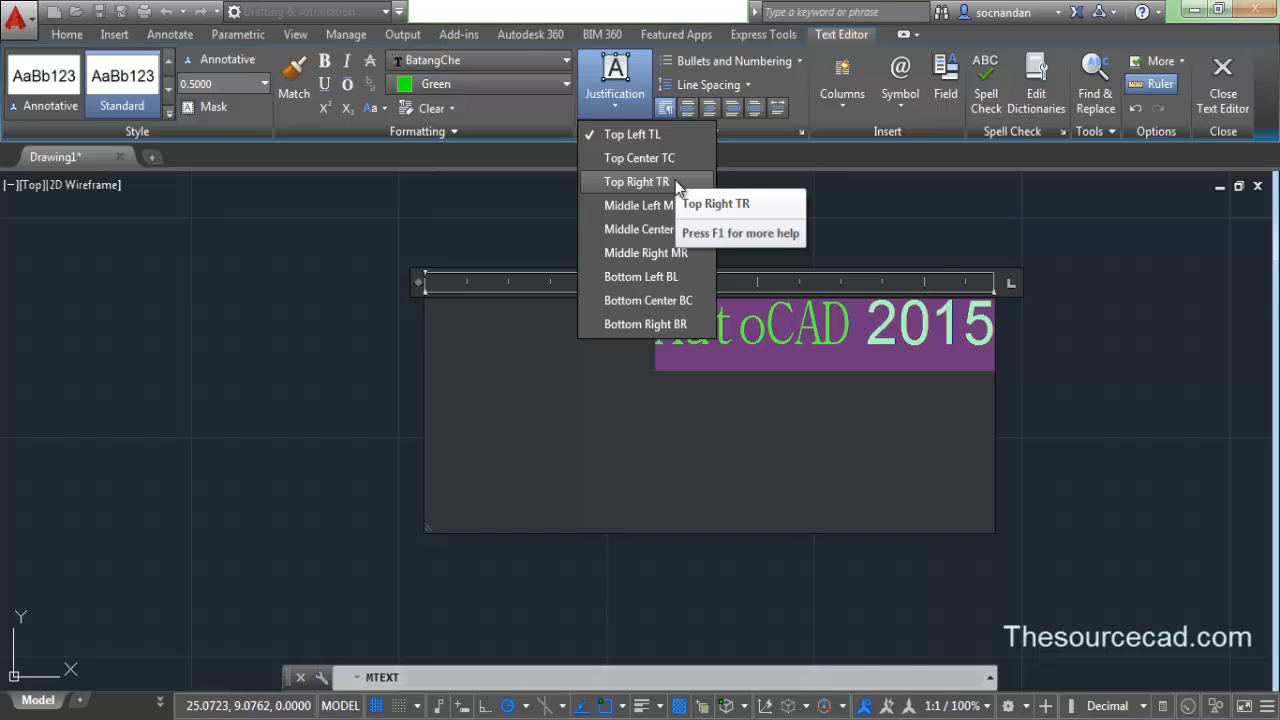 Drafting & Annotation
Type a keyword or phrase
socnandan
Home Insert Annotate Parametric View Manage Output Add-ins Autodesk 360 BIM 360 Featured Apps Express Tools Text Editor
AaBb123 AaBb123
Annotative Standard
Annotative
0.5000
Mask
Style
Match
B I A
U O
X² X₂ Aa Clear
BatangChe
Green
Formatting
A
Justification
Bullets and Numbering
Line Spacing
Columns
@
Symbol
Field
Insert
ABC
Spell
Check
Edit
Dictionaries
Spell Check
Find &
Replace
Tools
More
Ruler
Options
Close
Text Editor
Close
Drawing1*
[−][Top][2D Wireframe]
Top Left TL
Top Center TC
Top Right TR
Middle Left M
Middle Center
Middle Right MR
Bottom Left BL
Bottom Center BC
Bottom Right BR
Top Right TR
Press F1 for more help
AutoCAD 2015
Y
X
Thesourcecad.com
MTEXT
Model
25.0723, 9.0762, 0.0000 MODEL
1:1 / 100%
Decimal